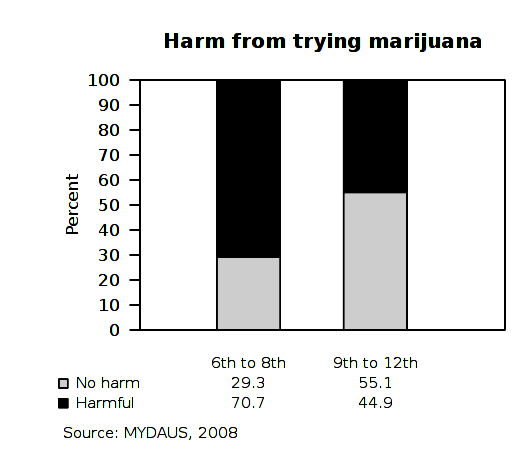 Harm from trying marijuana
100
90
80
70
60
50
40
30
20
10
0
Percent
6th to 8th 9th to 12th
No harm 29.3 55.1
Harmful 70.7 44.9
Source: MYDAUS, 2008